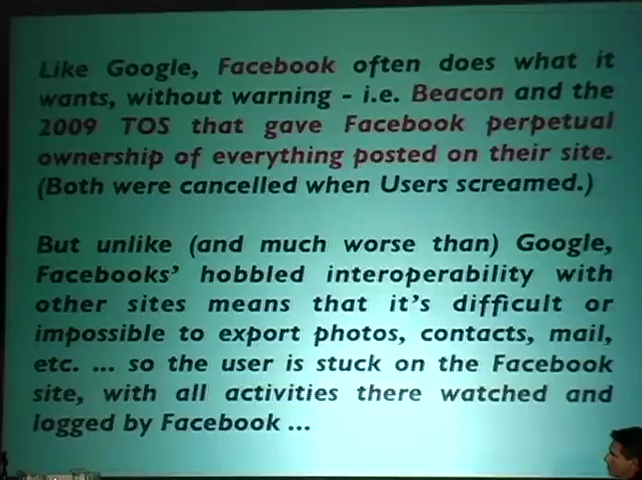 Like Google, Facebook often does what it
wants, without warning - i.e. Beacon and the
2009 TOS that gave Facebook perpetual
ownership of everything posted on their site.
(Both were cancelled when Users screamed.)
But unlike (and much worse than) Google,
Facebooks' hobbled interoperability with
other sites means that it's difficult or
impossible to export photos, contacts, mail,
etc. ... so the user is stuck on the Facebook
site, with all activities there watched and
logged by Facebook ...